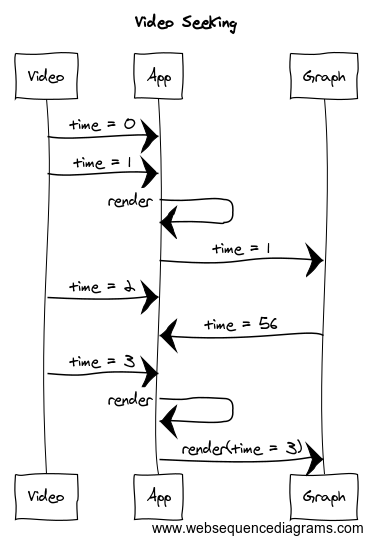 Video Seeking
Video App Graph
time = 0
time = 1
render
time = 1
time = 2
time = 56
time = 3
render
render(time = 3)
Video App Graph
www.websequencediagrams.com